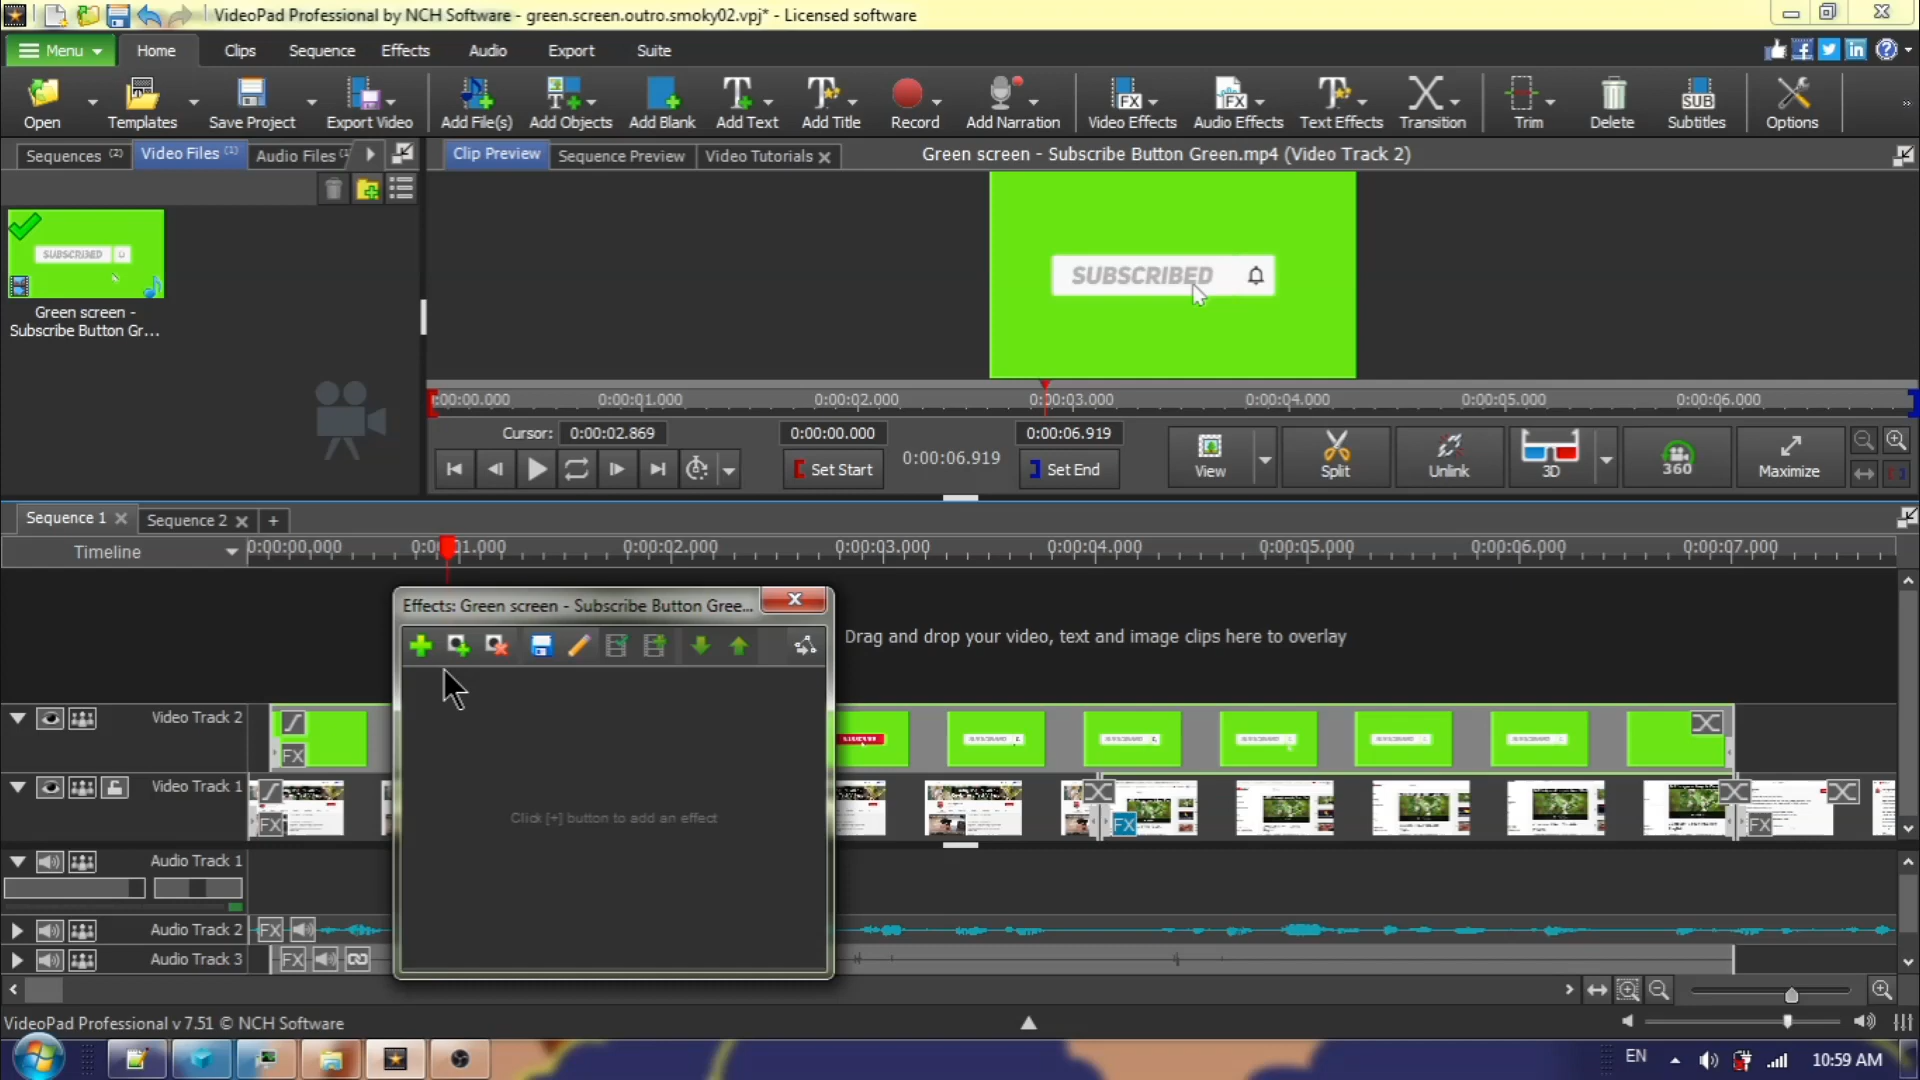 VideoPad Professional by NCH Software - green.screen.outro.smoky02.vpj* - Licensed software
Menu Home Clips Sequence Effects Audio Export Suite
Open Templates Save Project Export Video Add File(s) Add Objects Add Blank Add Text Add Title Record Add Narration Video Effects Audio Effects Text Effects Transition Trim Delete Subtitles Options
Sequences (2) Video Files (1) Audio Files (1
Clip Preview Sequence Preview Video Tutorials
Green screen - Subscribe Button Green.mp4 (Video Track 2)
SUBSCRIBED
Green screen -
Subscribe Button Gr...
SUBSCRIBED
:00:00.000 0:00:01.000 0:00:02.000 0:00:03.000 0:00:04.000 0:00:05.000 0:00:06.000
Cursor: 0:00:02.869
0:00:00.000
Set Start
0:00:06.919
0:00:06.919
Set End
View Split Unlink 3D 360 Maximize
Sequence 1 Sequence 2 +
Timeline
0:00:00.000 0:00:01.000 0:00:02.000 0:00:03.000 0:00:04.000 0:00:05.000 0:00:06.000 0:00:07.000
Effects: Green screen - Subscribe Button Gree...
Drag and drop your video, text and image clips here to overlay
Click [+] button to add an effect
Video Track 2
FX
Video Track 1
FX FX FX
Audio Track 1
Audio Track 2
FX
Audio Track 3
FX
VideoPad Professional v 7.51 © NCH Software
EN
10:59 AM